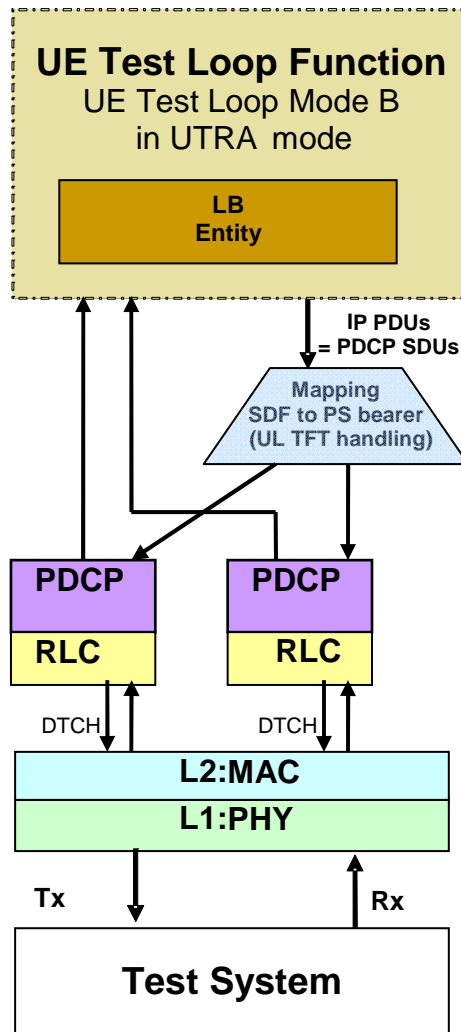 UE Test Loop Function
UE Test Loop Mode B
in UTRA mode
LB
Entity
IP PDUs
= PDCP SDUs
Mapping
SDF to PS bearer
(UL TFT handling)
PDCP
PDCP
RLC
RLC
DTCH
DTCH
L2:MAC
L1:PHY
Tx
Rx
Test System